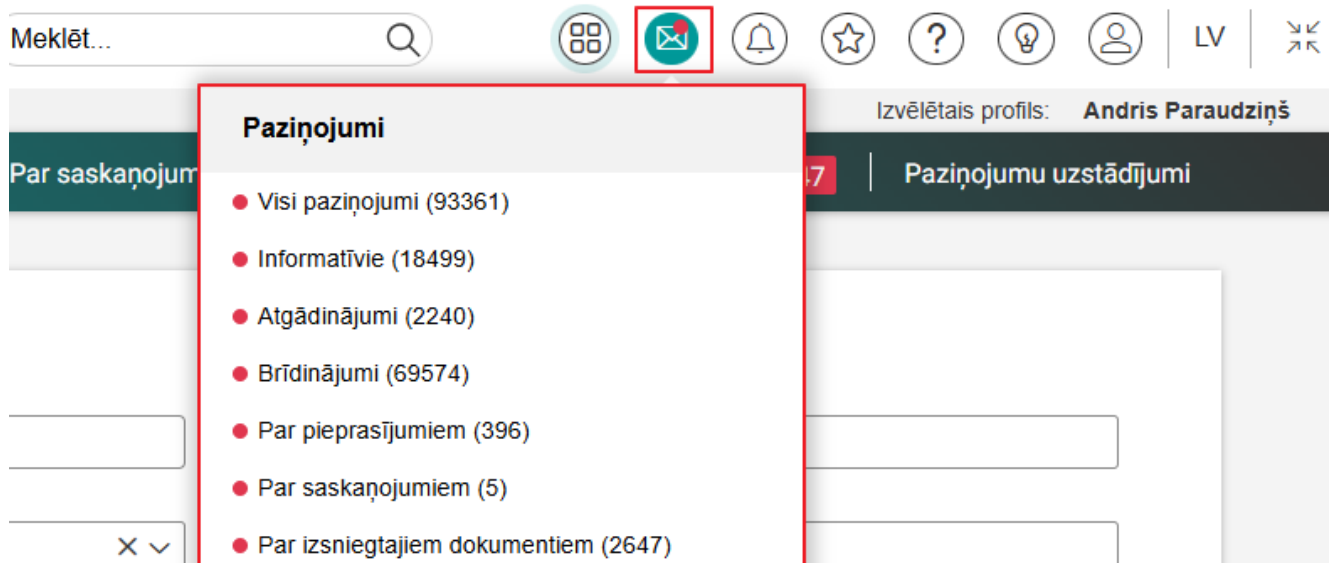 Meklēt...
LV
Izvēlētais profils: Andris Paraudziņš
Paziņojumi
Par saskaņojum
47
Paziņojumu uzstādījumi
Visi paziņojumi (93361)
Informatīvie (18499)
Atgādinājumi (2240)
Brīdinājumi (69574)
Par pieprasījumiem (396)
Par saskaņojumiem (5)
Par izsniegtajiem dokumentiem (2647)